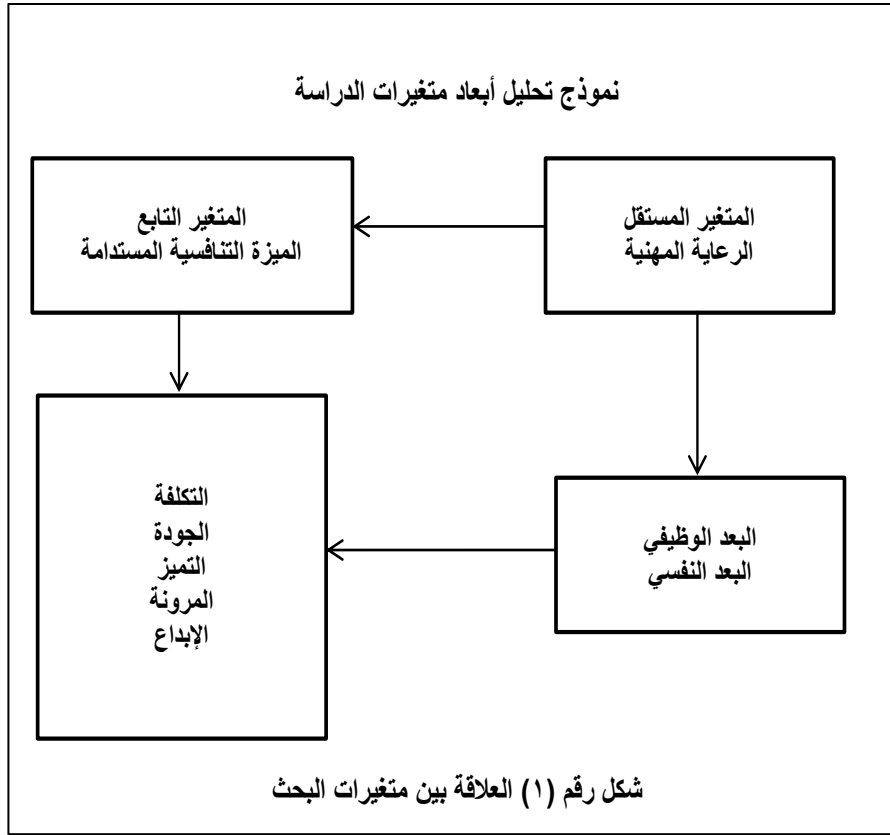 نموذج تحليل أبعاد متغيرات الدراسة
المتغير المستقل
الرعاية المهنية
المتغير التابع
الميزة التنافسية المستدامة
البعد الوظيفي
البعد النفسي
التكلفة
الجودة
التميز
المرونة
الإبداع
شكل رقم (١) العلاقة بين متغيرات البحث